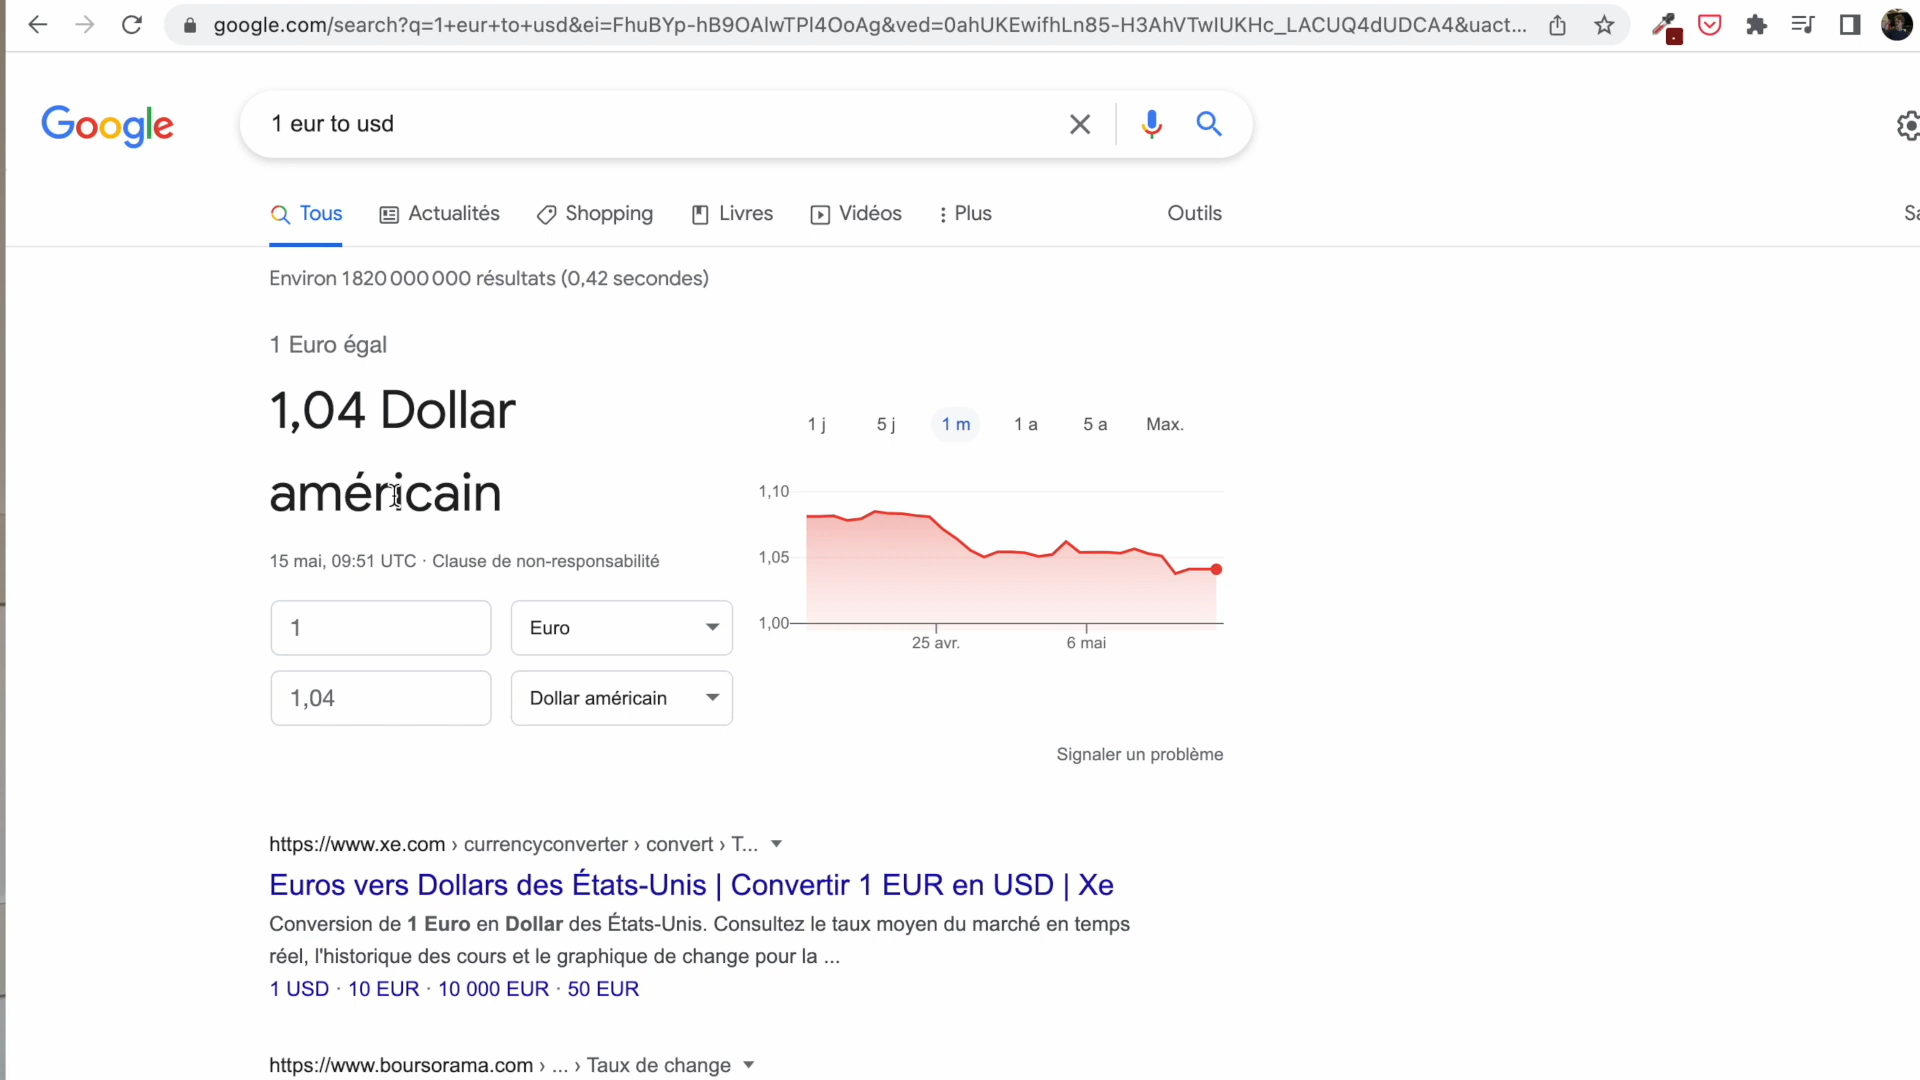 google.com/search?q=1+eur+to+usd&ei=FhuBYp-hB9OAlwTPl4OoAg&ved=0ahUKEwifhLn85-H3AhVTwIUKHc_LACUQ4dUDCA4&uact...
Google
1 eur to usd
Tous
Actualités
Shopping
Livres
Vidéos
Plus
Outils
Environ 1 820 000 000 résultats (0,42 secondes)
1 Euro égal
1,04 Dollar
américain
15 mai, 09:51 UTC · Clause de non-responsabilité
1
Euro
1,04
Dollar américain
1 j
5 j
1 m
1 a
5 a
Max.
1,10
1,05
1,00
25 avr.
6 mai
Signaler un problème
https://www.xe.com › currencyconverter › convert › T...
Euros vers Dollars des États-Unis | Convertir 1 EUR en USD | Xe
Conversion de 1 Euro en Dollar des États-Unis. Consultez le taux moyen du marché en temps
réel, l'historique des cours et le graphique de change pour la ...
1 USD · 10 EUR · 10 000 EUR · 50 EUR
https://www.boursorama.com › ... › Taux de change